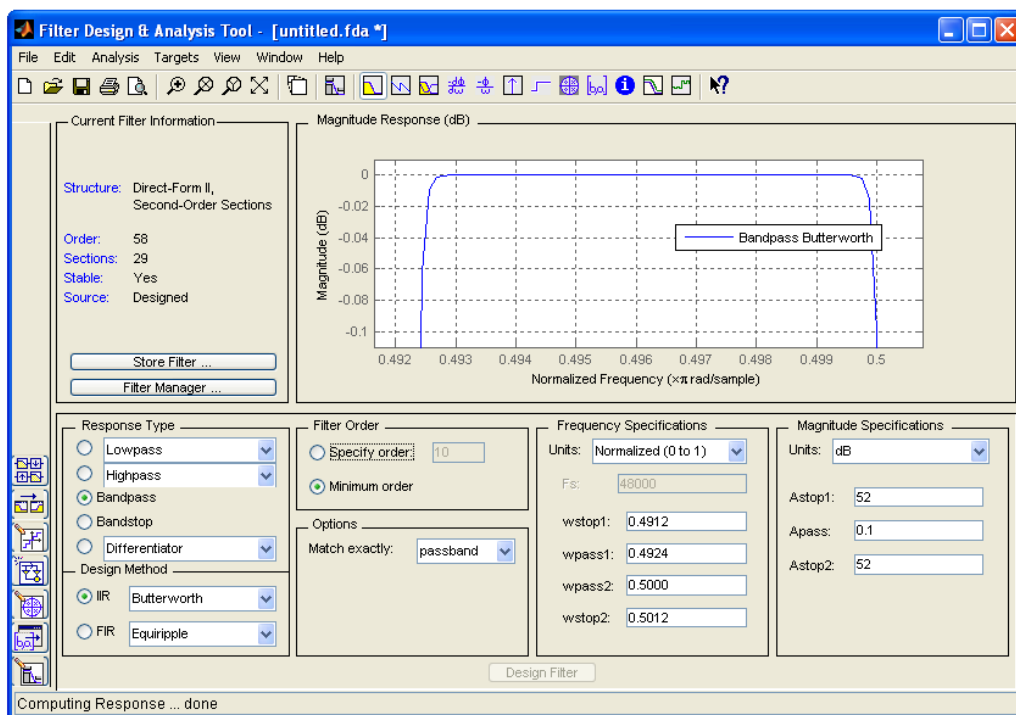 Filter Design & Analysis Tool - [untitled.fda *]
File Edit Analysis Targets View Window Help
Current Filter Information
Structure: Direct-Form II,
Second-Order Sections
Order: 58
Sections: 29
Stable: Yes
Source: Designed
Store Filter ...
Filter Manager ...
Magnitude Response (dB)
Magnitude (dB)
0
-0.02
-0.04
-0.06
-0.08
-0.1
Bandpass Butterworth
0.492 0.493 0.494 0.495 0.496 0.497 0.498 0.499 0.5
Normalized Frequency (×π rad/sample)
Response Type
Lowpass
Highpass
Bandpass
Bandstop
Differentiator
Design Method
IIR Butterworth
FIR Equiripple
Filter Order
Specify order: 10
Minimum order
Options
Match exactly: passband
Frequency Specifications
Units: Normalized (0 to 1)
Fs: 48000
wstop1: 0.4912
wpass1: 0.4924
wpass2: 0.5000
wstop2: 0.5012
Magnitude Specifications
Units: dB
Astop1: 52
Apass: 0.1
Astop2: 52
Design Filter
Computing Response ... done